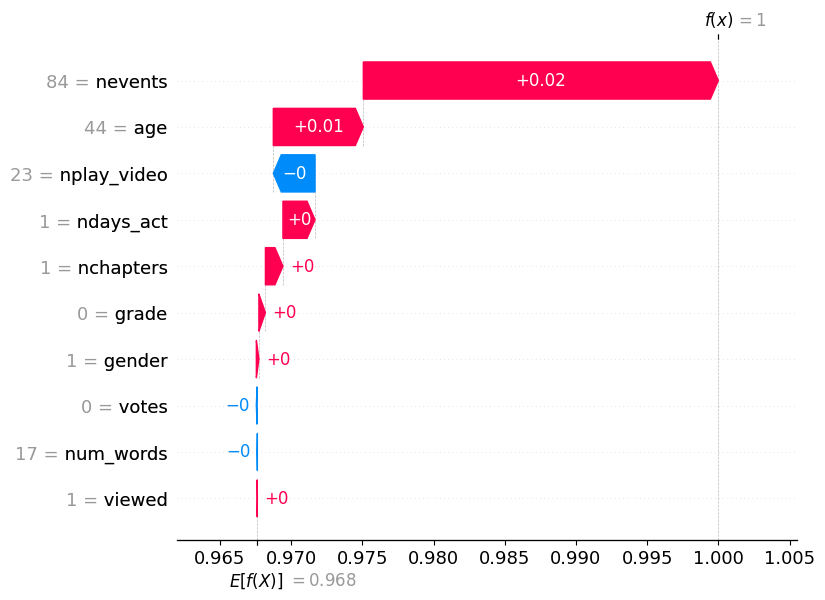 f(x) = 1
84 = nevents
+0.02
44 = age
+0.01
23 = nplay_video
−0
1 = ndays_act
+0
1 = nchapters
+0
0 = grade
+0
1 = gender
+0
0 = votes
−0
17 = num_words
−0
1 = viewed
+0
0.965 0.970 0.975 0.980 0.985 0.990 0.995 1.000 1.005
E[f(X)] = 0.968